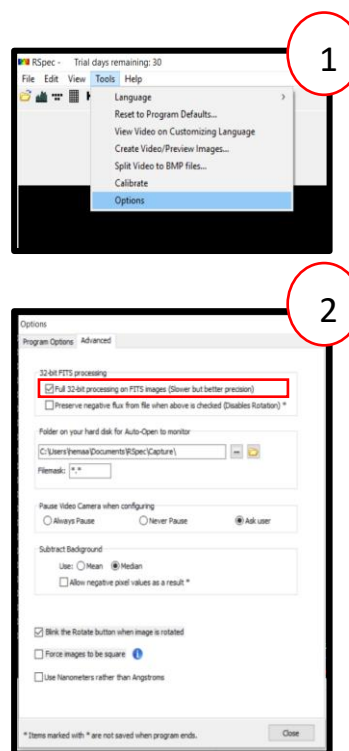 1
RSpec - Trial days remaining: 30
File Edit View Tools Help
Language
Reset to Program Defaults...
View Video on Customizing Language
Create Video/Preview Images...
Split Video to BMP files...
Calibrate
Options
2
Options
Program Options Advanced
32-bit FITS processing
Full 32-bit processing on FITS images (Slower but better precision)
Preserve negative flux from file when above is checked (Disables Rotation) *
Folder on your hard disk for Auto-Open to monitor
C:\Users\hemaa\Documents\RSpec\Capture\
Filemask: *.*
Pause Video Camera when configuring
Always Pause Never Pause Ask user
Subtract Background
Use: Mean Median
Allow negative pixel values as a result *
Blink the Rotate button when image is rotated
Force images to be square
Use Nanometers rather than Angstroms
* Items marked with * are not saved when program ends.
Close